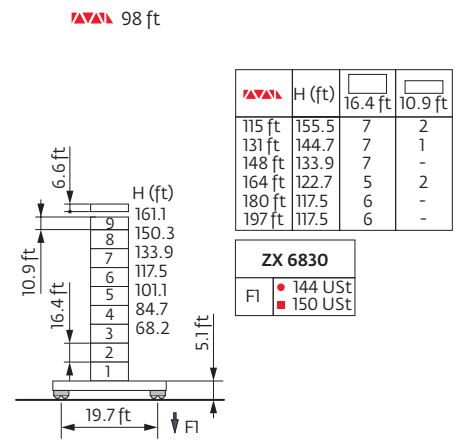 98 ft
H (ft) 16.4 ft 10.9 ft
115 ft 155.5 7 2
131 ft 144.7 7 1
148 ft 133.9 7 -
164 ft 122.7 5 2
180 ft 117.5 6 -
197 ft 117.5 6 -
ZX 6830
F1 144 USt
150 USt
6.6 ft
H (ft)
161.1
9 150.3
8 133.9
7 117.5
6 101.1
5 84.7
4 68.2
3
2
1
10.9 ft
16.4 ft
5.1 ft
19.7 ft F1